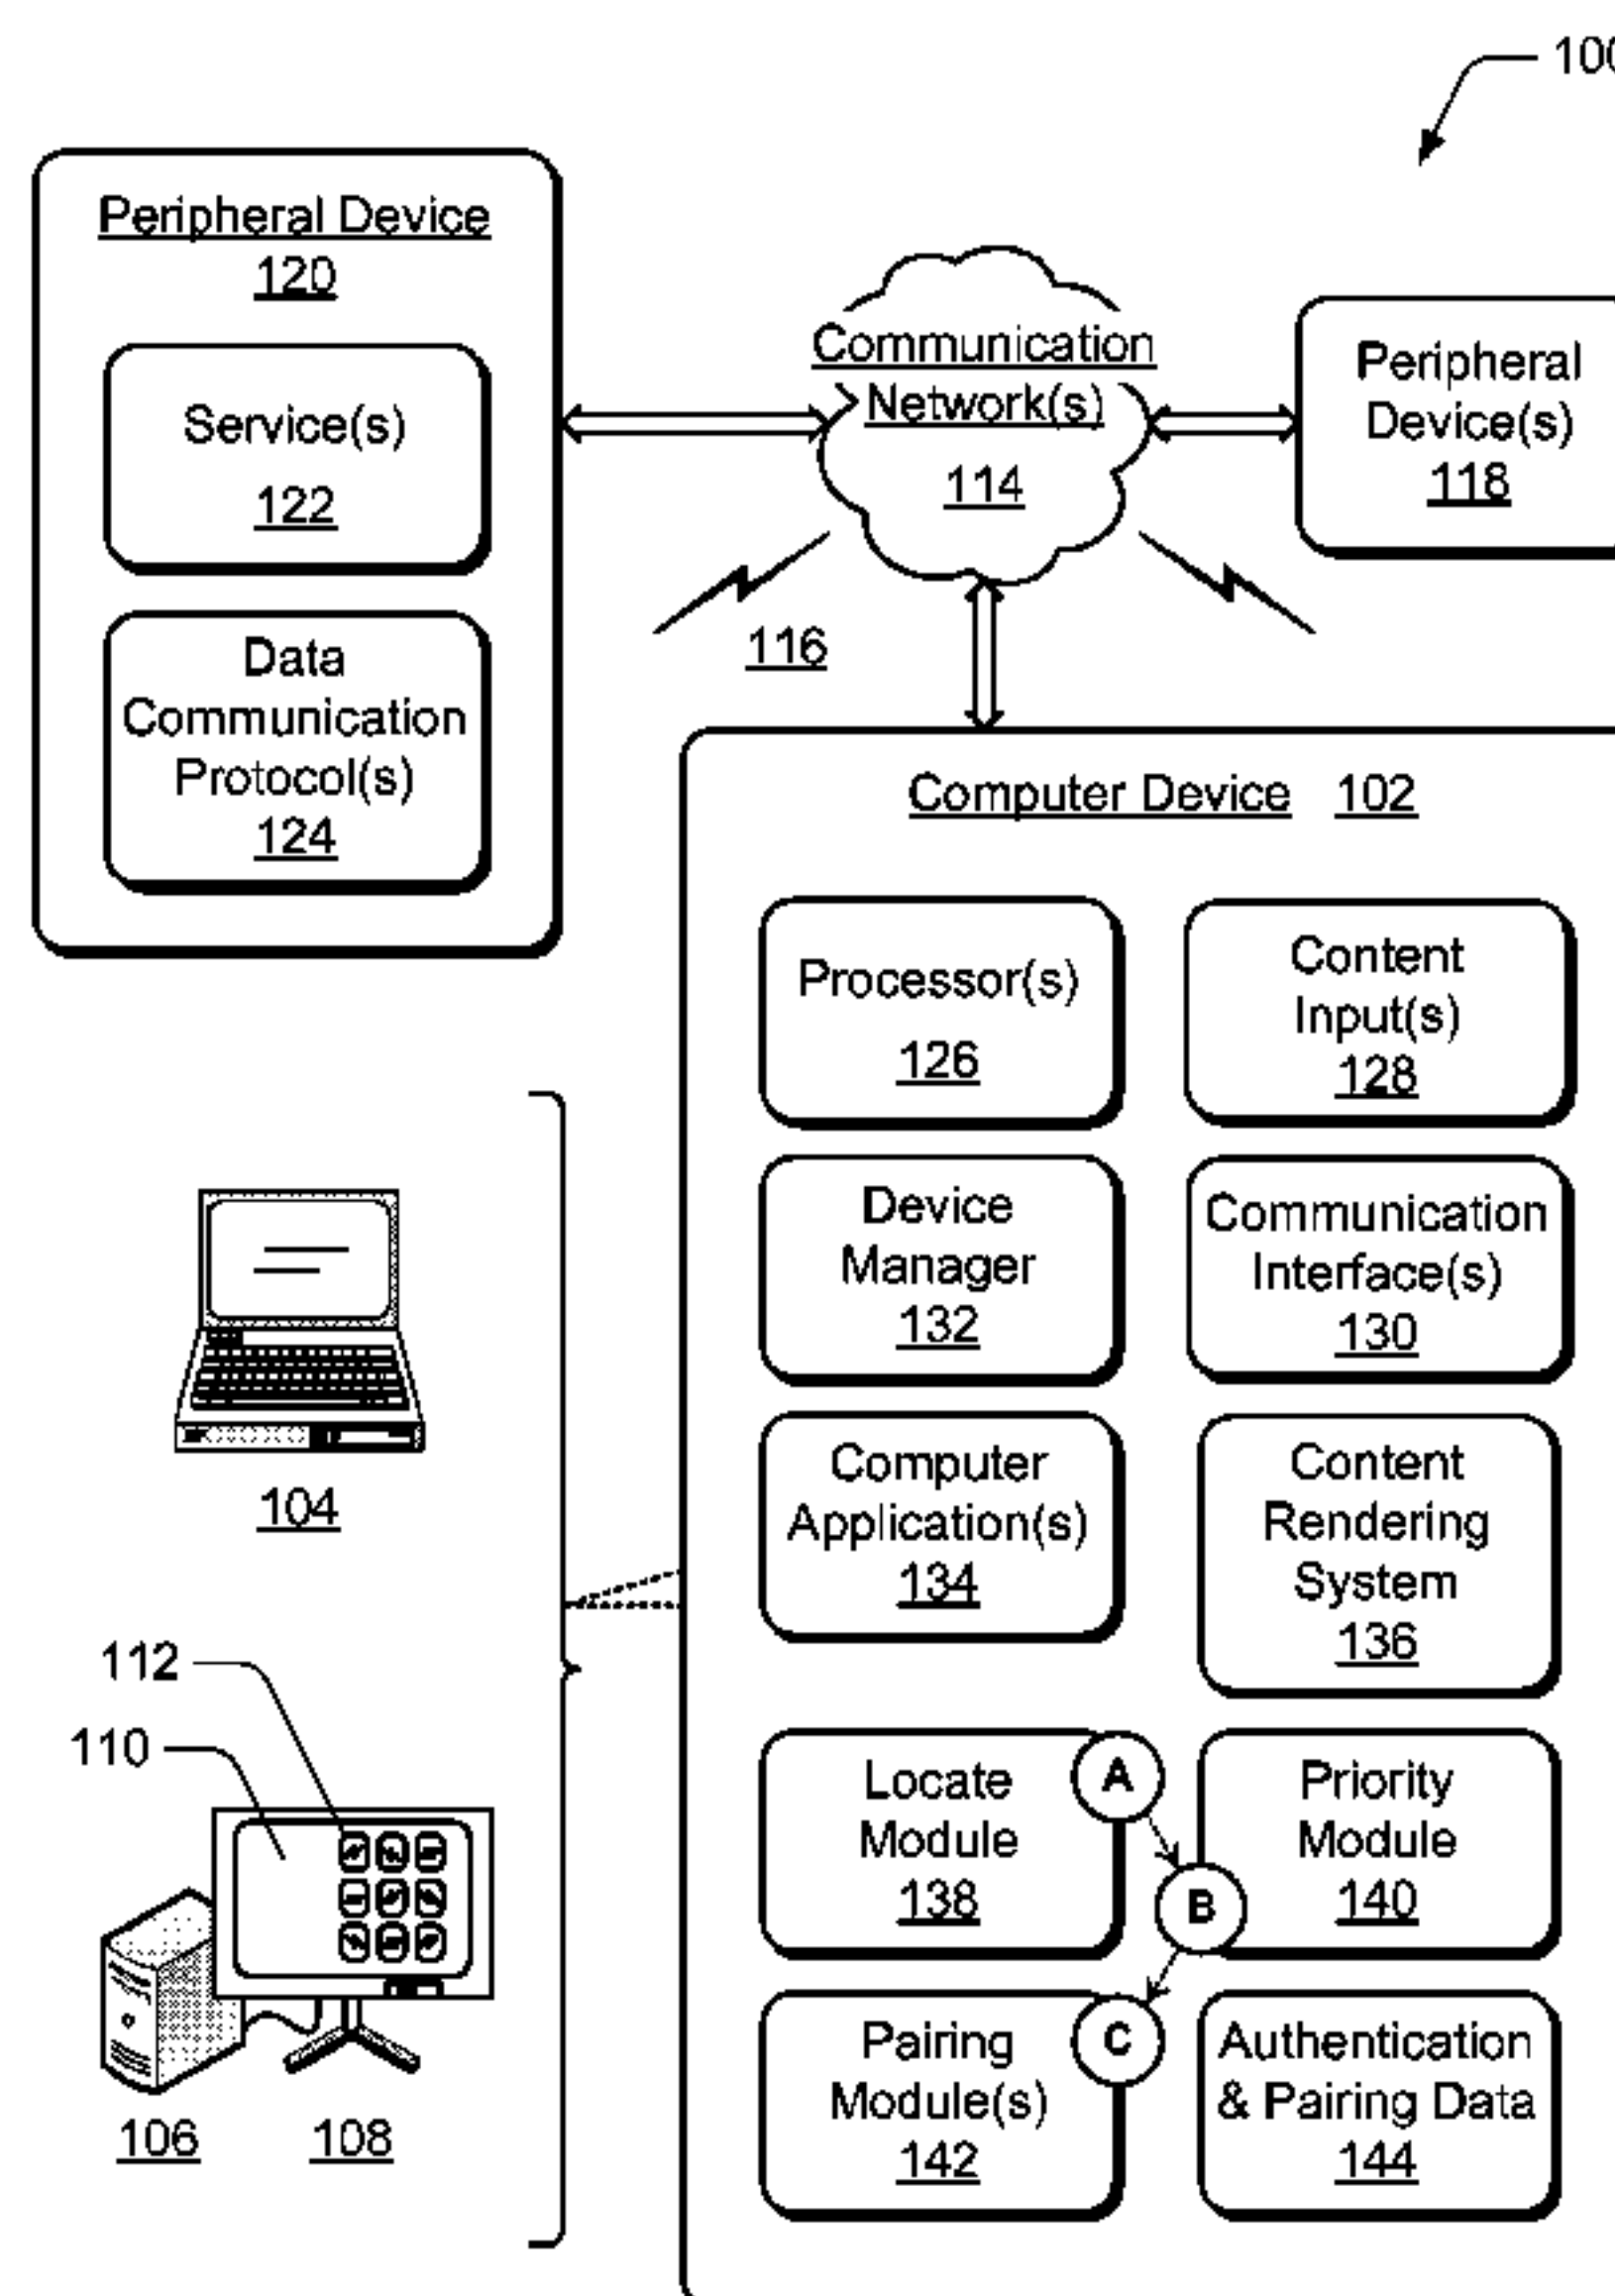 100
Peripheral Device
120
Service(s)
122
Data
Communication
Protocol(s)
124
Communication
Network(s)
114
Peripheral
Device(s)
118
116
Computer Device 102
Processor(s)
126
Content
Input(s)
128
Device
Manager
132
Communication
Interface(s)
130
Computer
Application(s)
134
Content
Rendering
System
136
Locate
Module
138
A
Priority
Module
140
B
Pairing
Module(s)
142
C
Authentication
& Pairing Data
144
104
112
110
106
108